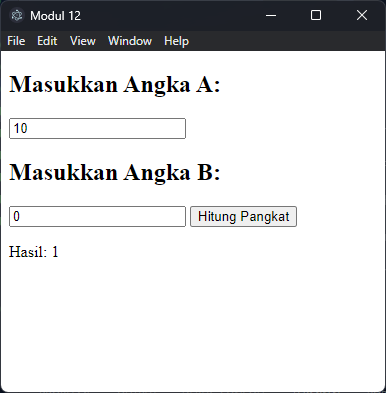 Modul 12
File Edit View Window Help
Masukkan Angka A:
10
Masukkan Angka B:
0 Hitung Pangkat
Hasil: 1